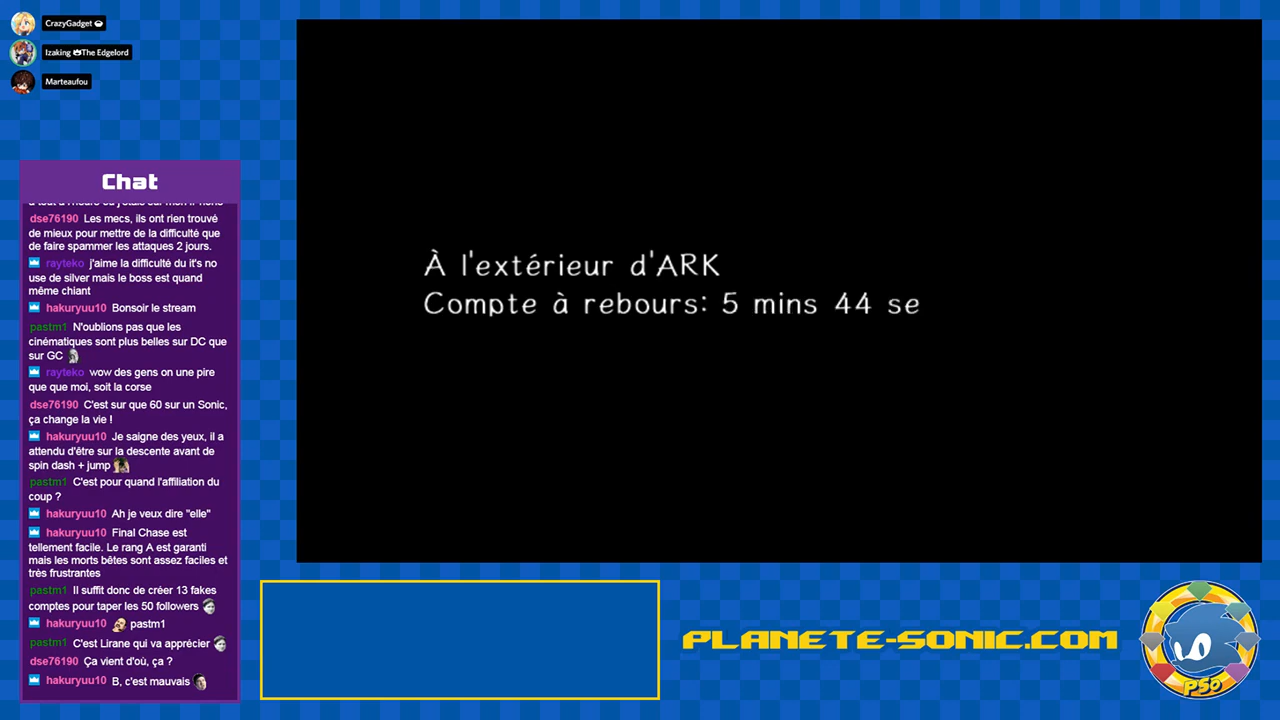 CrazyGadget
Izaking The Edgelord
Marteaufou
Chat
dse76190 Les mecs, ils ont rien trouvé
de mieux pour mettre de la difficulté que
de faire spammer les attaques 2 jours.
rayteko j'aime la difficulté du it's no
use de silver mais le boss est quand
même chiant
hakuryuu10 Bonsoir le stream
pastm1 N'oublions pas que les
cinématiques sont plus belles sur DC que
sur GC
rayteko wow des gens on une pire
que que moi, soit la corse
dse76190 C'est sur que 60 sur un Sonic,
ça change la vie !
hakuryuu10 Je saigne des yeux, il a
attendu d'être sur la descente avant de
spin dash + jump
pastm1 C'est pour quand l'affiliation du
coup ?
hakuryuu10 Ah je veux dire "elle"
hakuryuu10 Final Chase est
tellement facile. Le rang A est garanti
mais les morts bêtes sont assez faciles et
très frustrantes
pastm1 Il suffit donc de créer 13 fakes
comptes pour taper les 50 followers
hakuryuu10 pastm1
pastm1 C'est Lirane qui va apprécier
dse76190 Ça vient d'où, ça ?
hakuryuu10 B, c'est mauvais
À l'extérieur d'ARK
Compte à rebours: 5 mins 44 se
PLANETE-SONIC.COM
PSO